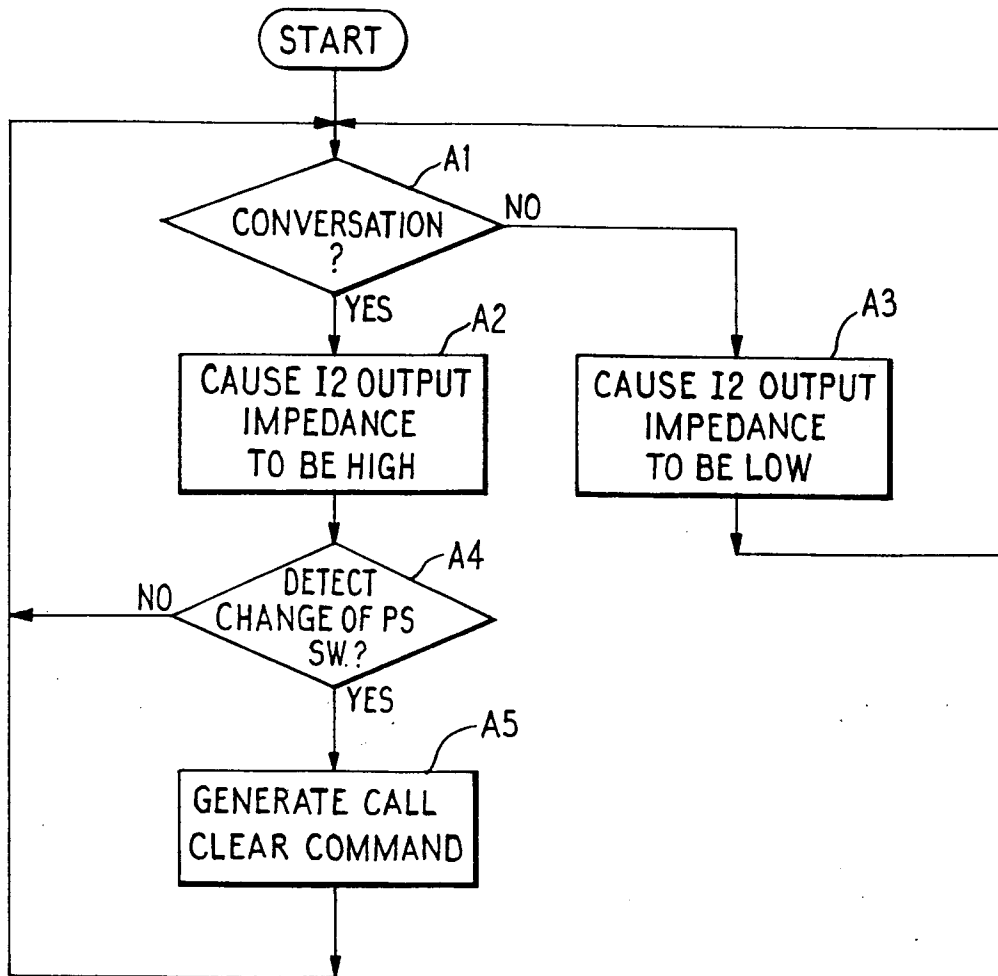 START
A1
CONVERSATION
?
NO
YES
A2
CAUSE I2 OUTPUT
IMPEDANCE
TO BE HIGH
A3
CAUSE I2 OUTPUT
IMPEDANCE
TO BE LOW
A4
DETECT
CHANGE OF PS
SW.?
NO
YES
A5
GENERATE CALL
CLEAR COMMAND